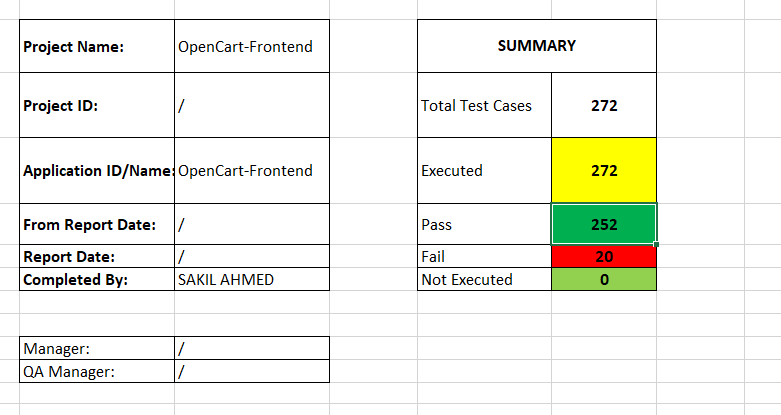 Project Name: OpenCart-Frontend
Project ID: /
Application ID/Name: OpenCart-Frontend
From Report Date: /
Report Date: /
Completed By: SAKIL AHMED
Manager: /
QA Manager: /
SUMMARY
Total Test Cases 272
Executed 272
Pass 252
Fail 20
Not Executed 0